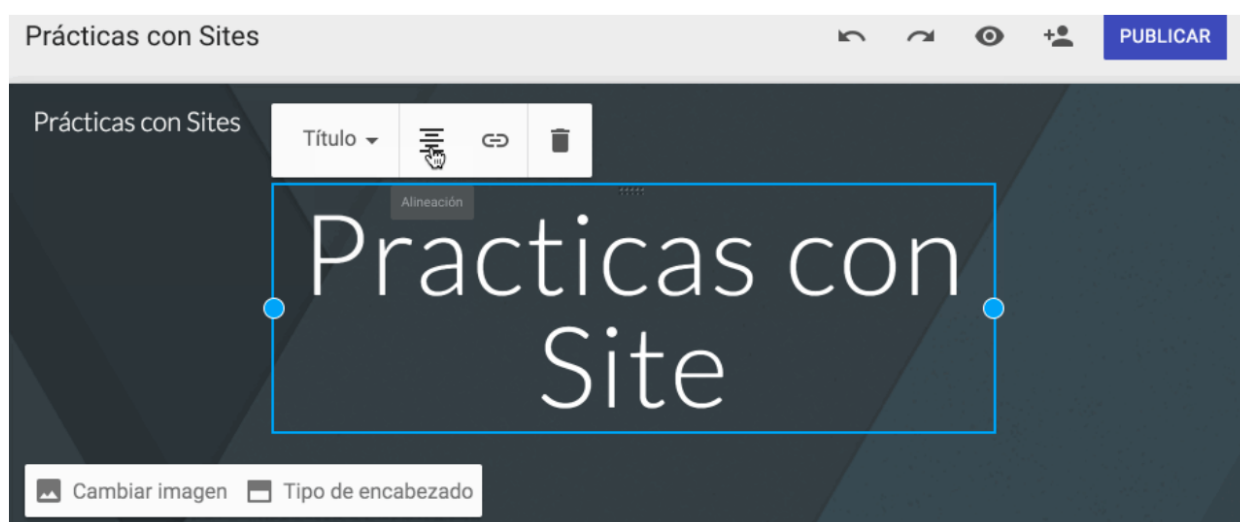 Prácticas con Sites
PUBLICAR
Prácticas con Sites
Título
Alineación
Practicas con
Site
Cambiar imagen
Tipo de encabezado